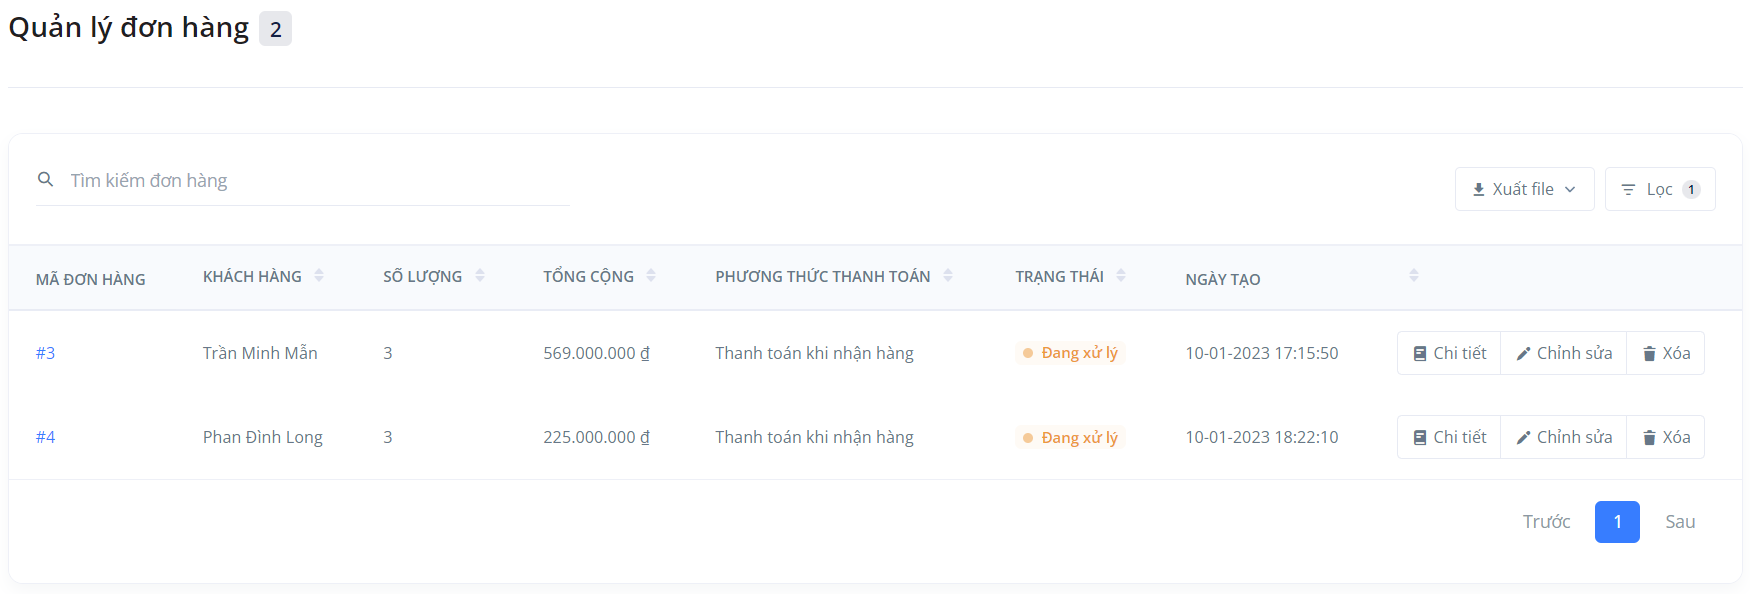 Quản lý đơn hàng 2
Tìm kiếm đơn hàng
Xuất file
Lọc 1
MÃ ĐƠN HÀNG KHÁCH HÀNG SỐ LƯỢNG TỔNG CỘNG PHƯƠNG THỨC THANH TOÁN TRẠNG THÁI NGÀY TẠO
#3 Trần Minh Mẫn 3 569.000.000 ₫ Thanh toán khi nhận hàng Đang xử lý 10-01-2023 17:15:50 Chi tiết Chỉnh sửa Xóa
#4 Phan Đình Long 3 225.000.000 ₫ Thanh toán khi nhận hàng Đang xử lý 10-01-2023 18:22:10 Chi tiết Chỉnh sửa Xóa
Trước 1 Sau